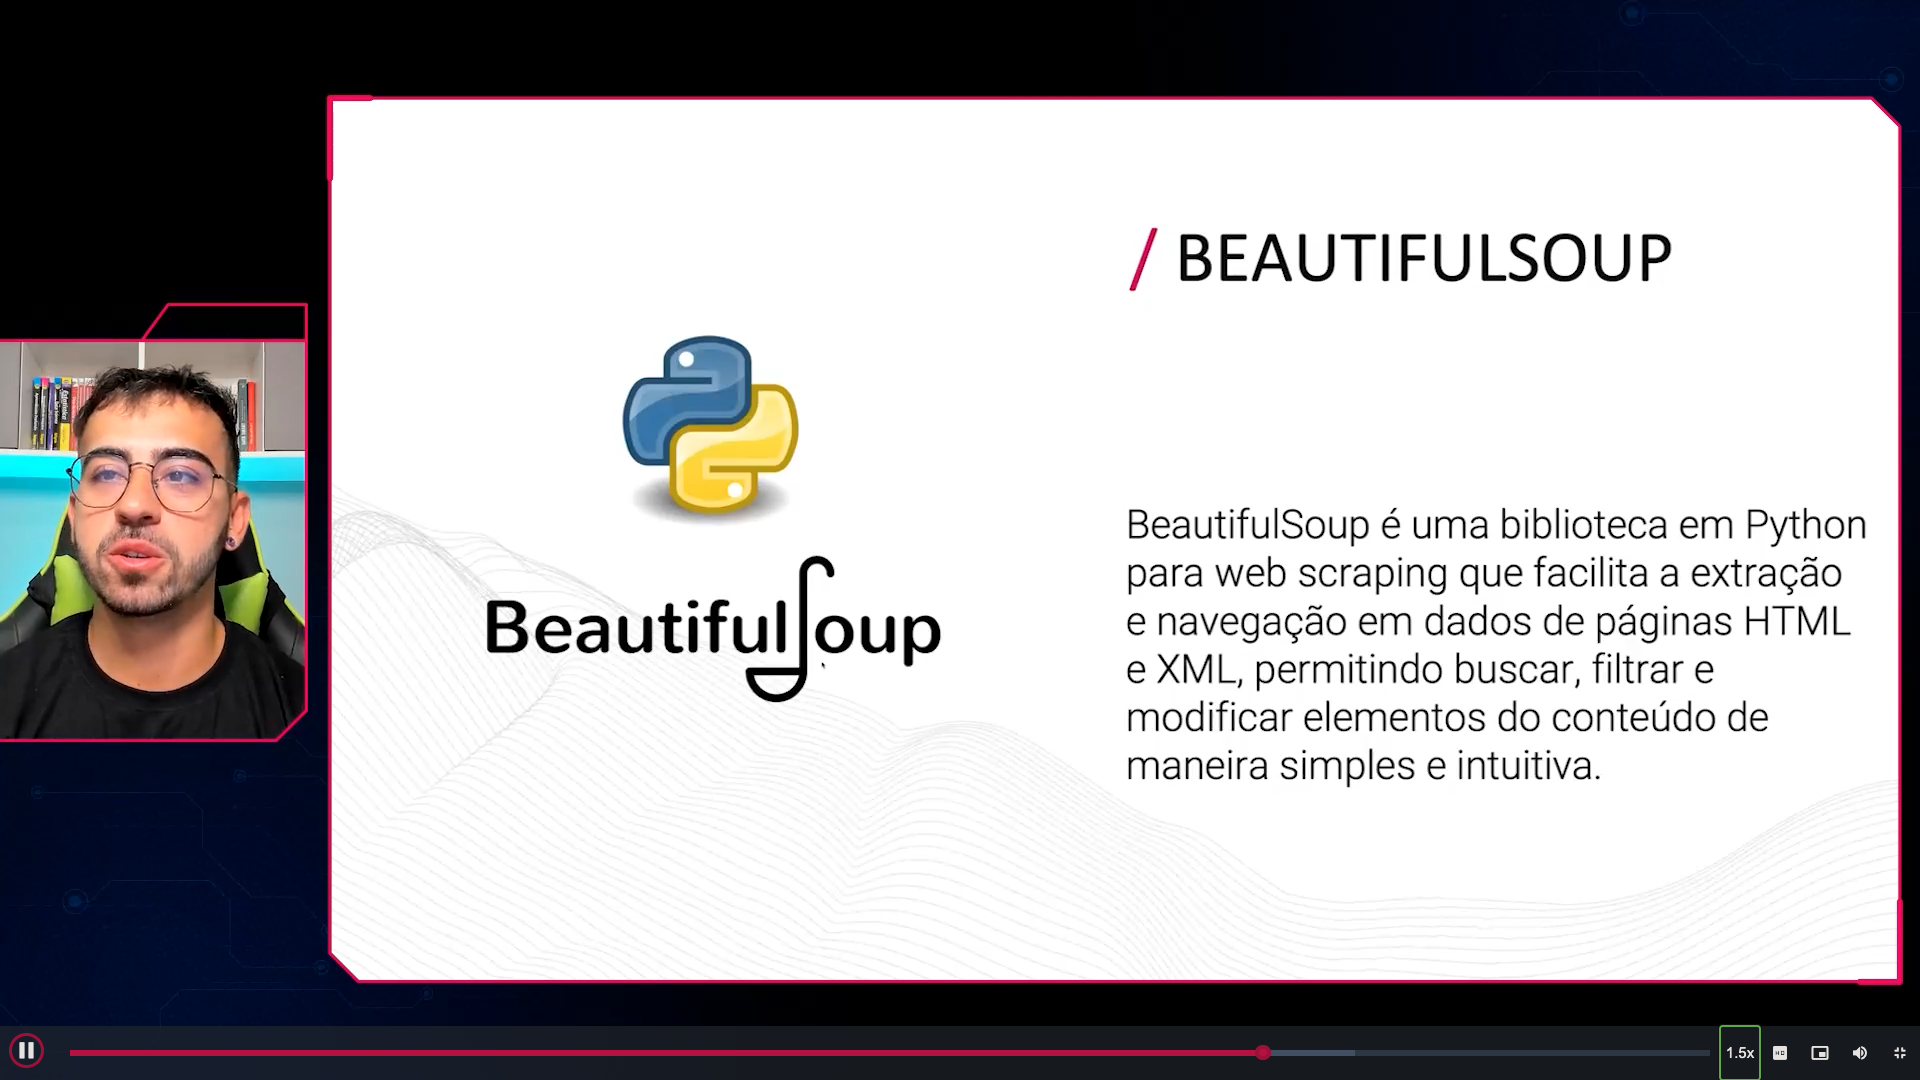 / BEAUTIFULSOUP
BeautifulSoup
BeautifulSoup é uma biblioteca em Python
para web scraping que facilita a extração
e navegação em dados de páginas HTML
e XML, permitindo buscar, filtrar e
modificar elementos do conteúdo de
maneira simples e intuitiva.
1.5x